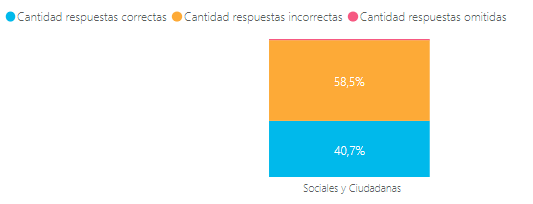 Cantidad respuestas correctas Cantidad respuestas incorrectas Cantidad respuestas omitidas
58,5%
40,7%
Sociales y Ciudadanas